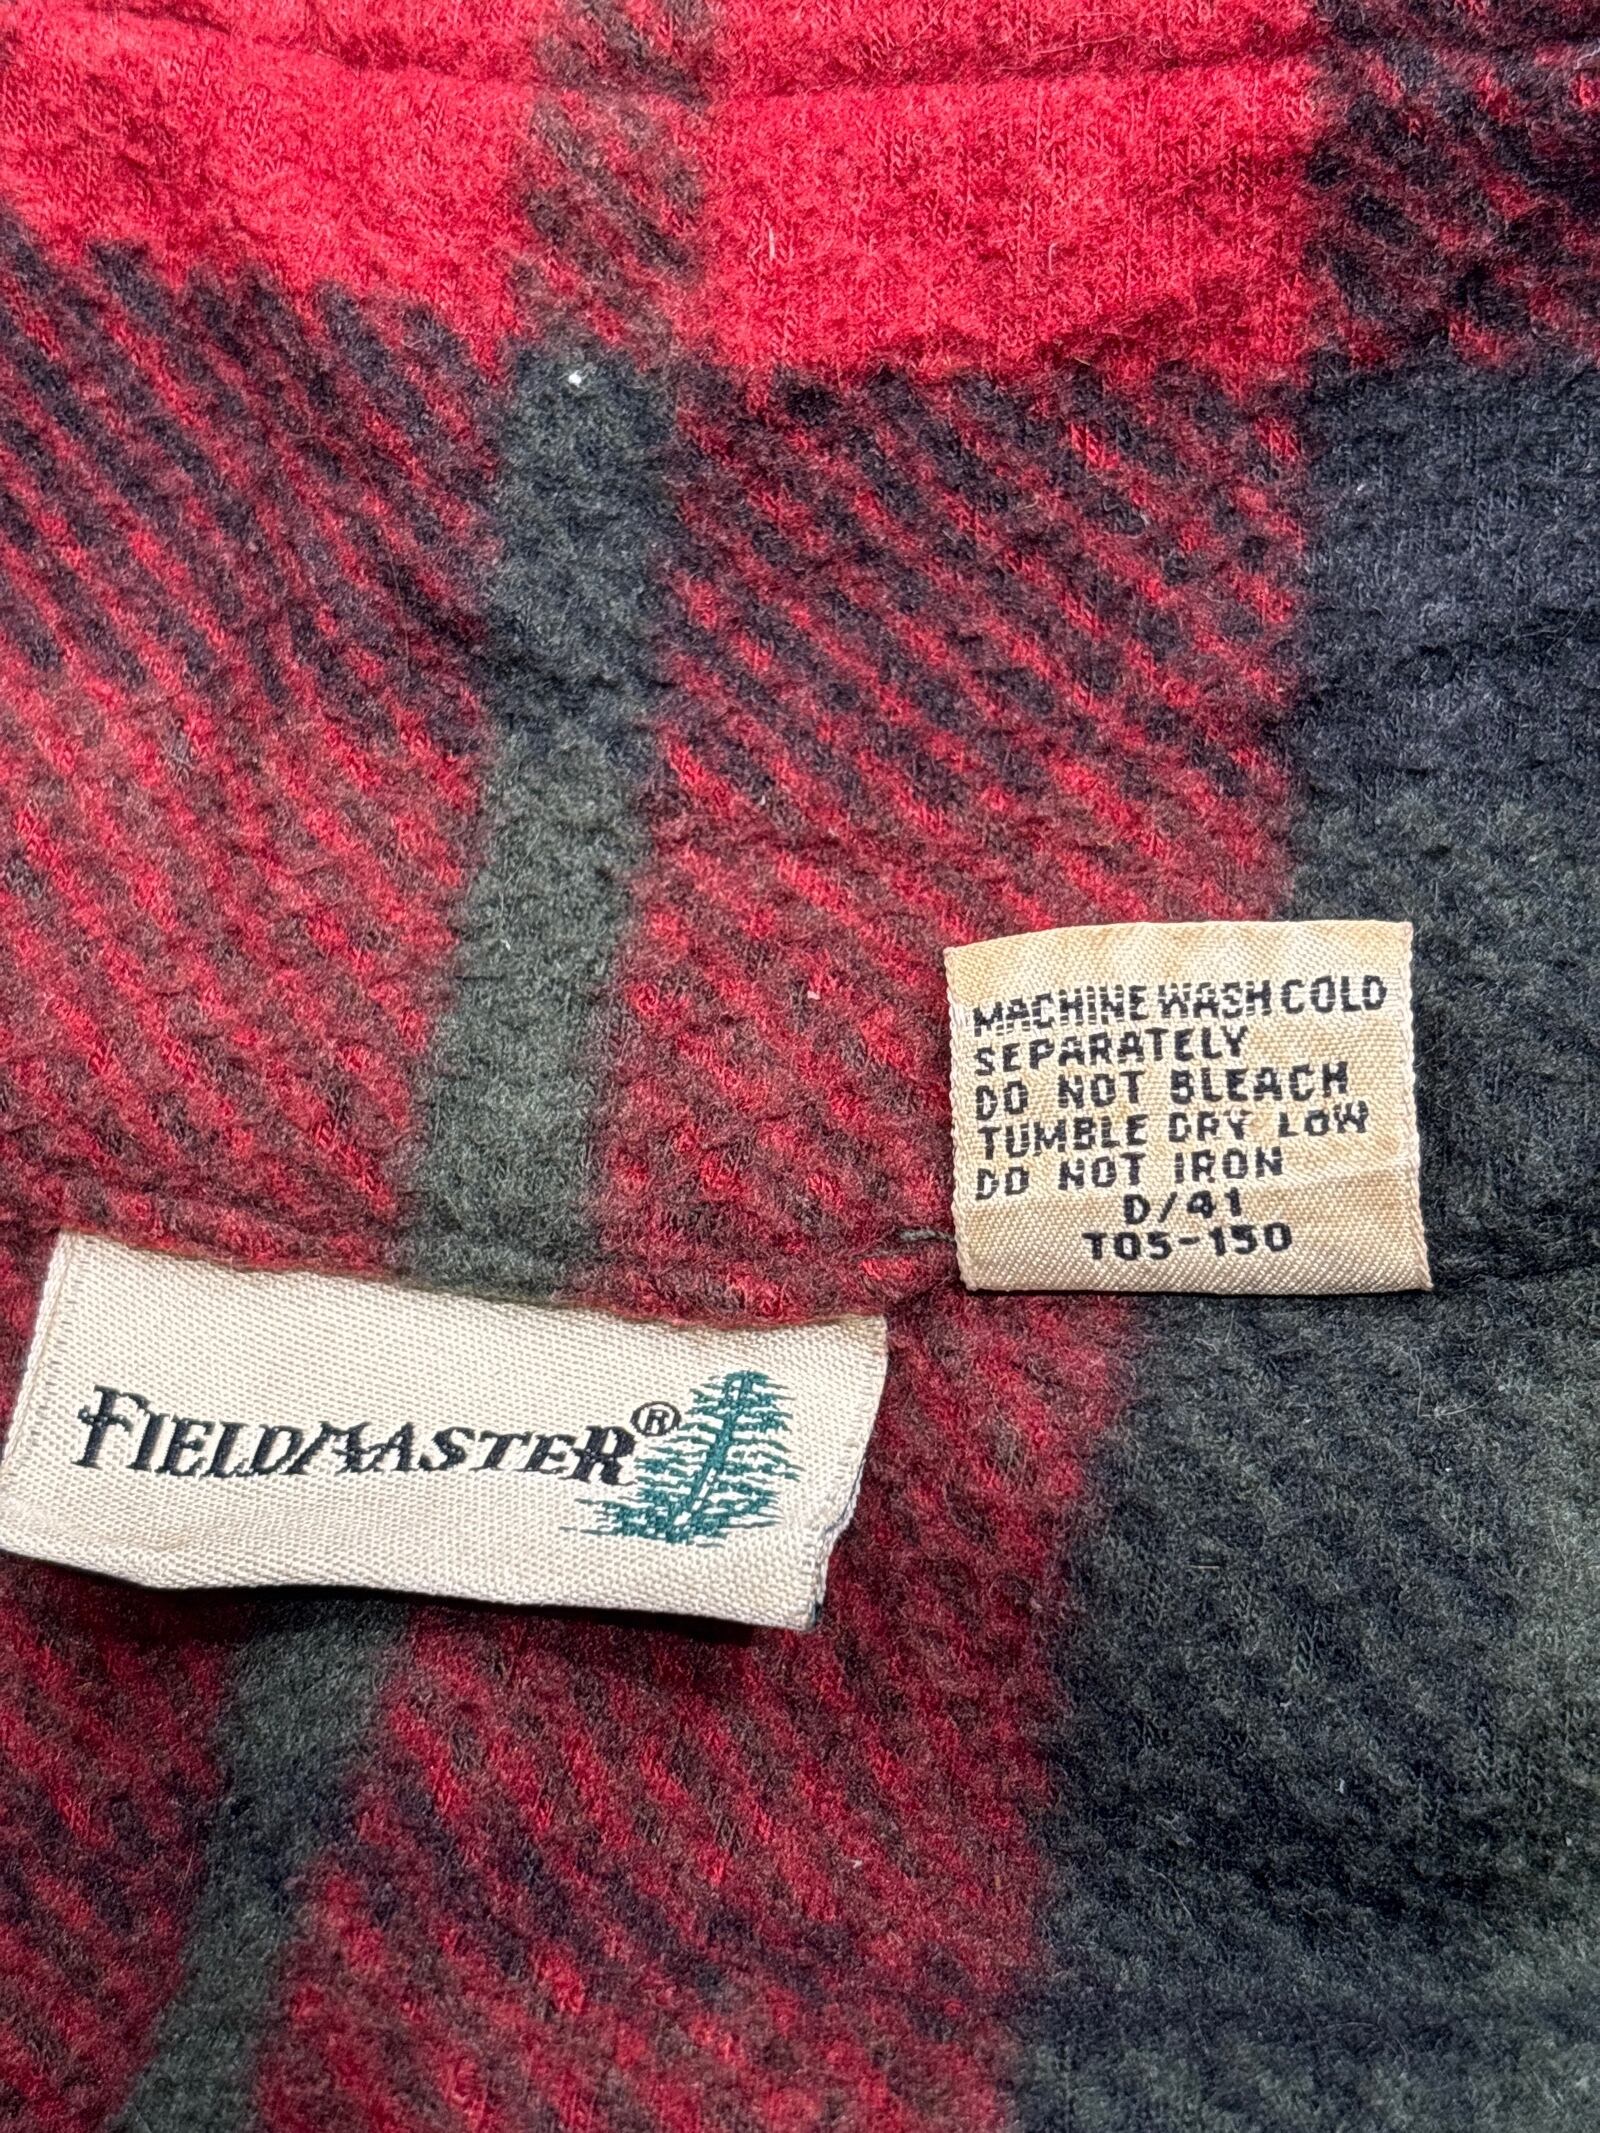 MACHINE WASH COLD
SEPARATELY
DO NOT BLEACH
TUMBLE DRY LOW
DO NOT IRON
D/41
T05-150
FIELDMASTER®